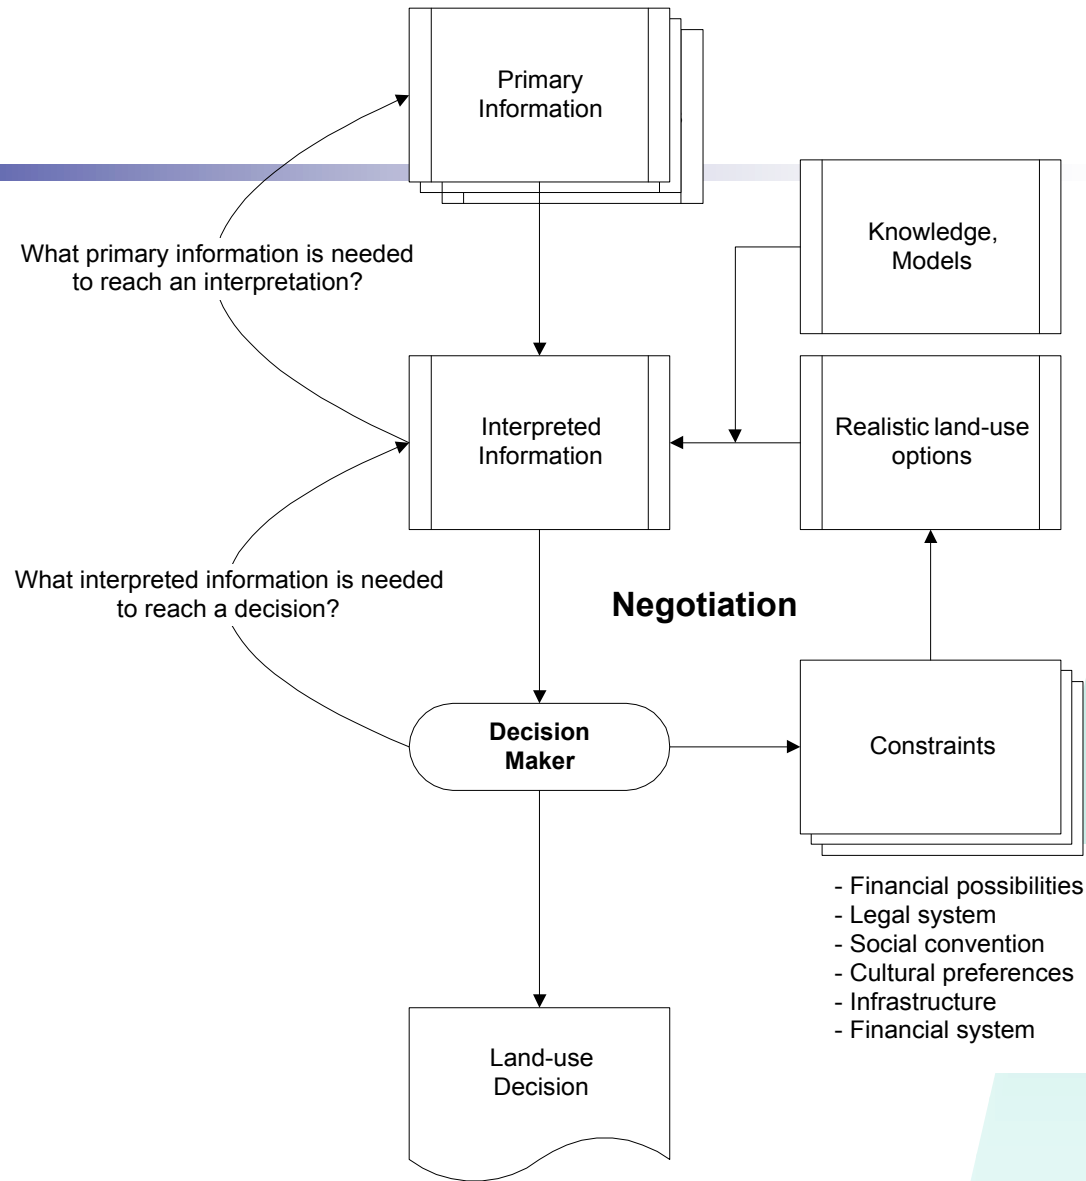 Primary
Information
What primary information is needed
to reach an interpretation?
Knowledge,
Models
Interpreted
Information
Realistic land-use
options
What interpreted information is needed
to reach a decision?
Negotiation
Decision
Maker
Constraints
- Financial possibilities
- Legal system
- Social convention
- Cultural preferences
- Infrastructure
- Financial system
Land-use
Decision